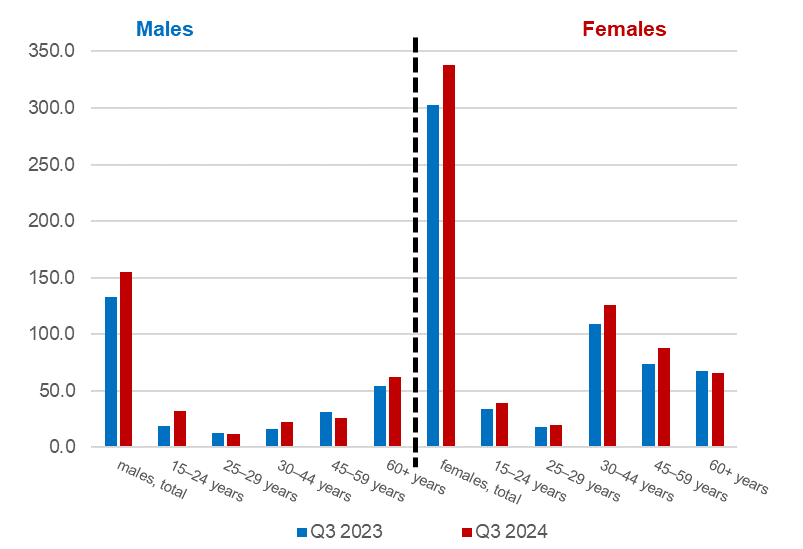 Males Females
350.0
300.0
250.0
200.0
150.0
100.0
50.0
0.0
males, total
15–24 years
25–29 years
30–44 years
45–59 years
60+ years
females, total
15–24 years
25–29 years
30–44 years
45–59 years
60+ years
Q3 2023 Q3 2024